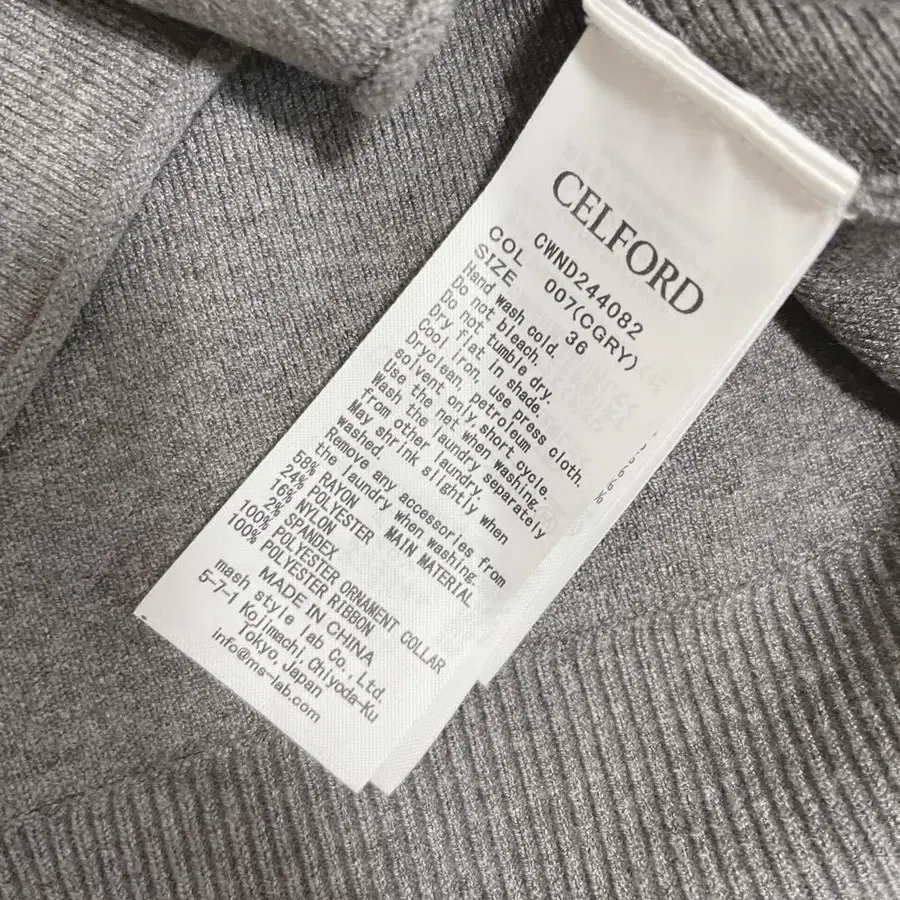 CELFORD
CWND244082
COL 007(CGRY)
SIZE 36
Hand wash cold.
Do not bleach.
Do not tumble dry.
Dry flat in shade.
Cool iron, use press cloth.
Dryclean, petroleum
solvent only, short cycle.
Use the net when washing.
Wash the laundry separately
from other laundry.
May shrink slightly when
washed.
Remove any accessories from
the laundry when washing.
58% RAYON MAIN MATERIAL
24% POLYESTER
16% NYLON
2% SPANDEX
100% POLYESTER ORNAMENT COLLAR
100% POLYESTER RIBBON
MADE IN CHINA
mash style lab Co., Ltd.
5-7-1 Kojimachi, Chiyoda-Ku
Tokyo, Japan
info@ms-lab.com